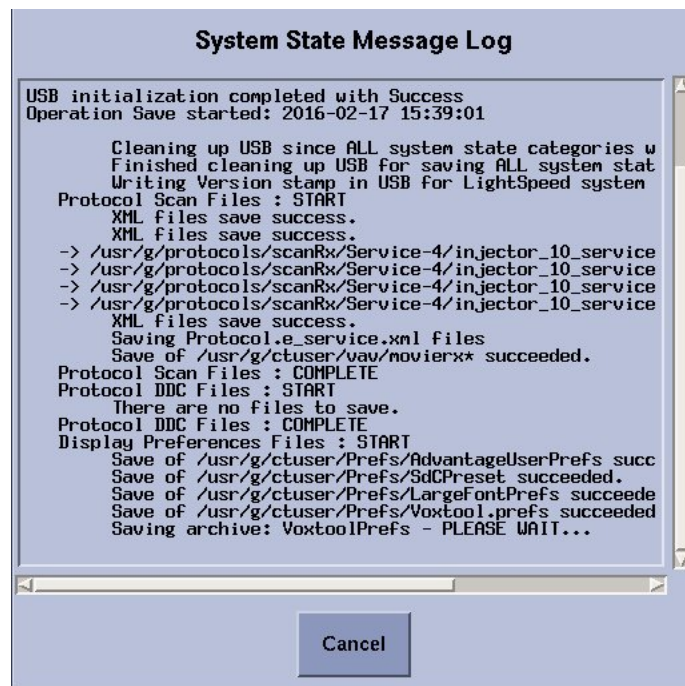 System State Message Log
USB initialization completed with Success
Operation Save started: 2016-02-17 15:39:01
Cleaning up USB since ALL system state categories w
Finished cleaning up USB for saving ALL system stat
Writing Version stamp in USB for LightSpeed system
Protocol Scan Files : START
XML files save success.
XML files save success.
-> /usr/g/protocols/scanRx/Service-4/injector_10_service
-> /usr/g/protocols/scanRx/Service-4/injector_10_service
-> /usr/g/protocols/scanRx/Service-4/injector_10_service
-> /usr/g/protocols/scanRx/Service-4/injector_10_service
XML files save success.
Saving Protocol.e_service.xml files
Save of /usr/g/ctuser/vav/movierx* succeeded.
Protocol Scan Files : COMPLETE
Protocol DDC Files : START
There are no files to save.
Protocol DDC Files : COMPLETE
Display Preferences Files : START
Save of /usr/g/ctuser/Prefs/AdvantageUserPrefs succ
Save of /usr/g/ctuser/Prefs/SdCPreset succeeded.
Save of /usr/g/ctuser/Prefs/LargeFontPrefs succeede
Save of /usr/g/ctuser/Prefs/Voxtool.prefs succeeded
Saving archive: VoxtoolPrefs - PLEASE WAIT...
Cancel